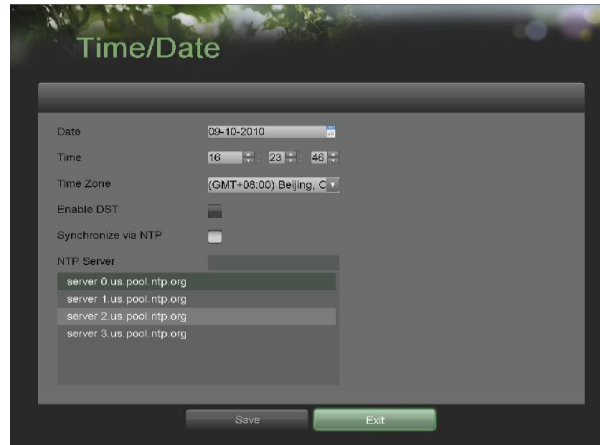 Time/Date
Date 09-10-2010
Time 16 : 23 : 46
Time Zone (GMT+08:00) Beijing, C
Enable DST
Synchronize via NTP
NTP Server
server 0.us.pool.ntp.org
server 1.us.pool.ntp.org
server 2.us.pool.ntp.org
server 3.us.pool.ntp.org
Save Exit